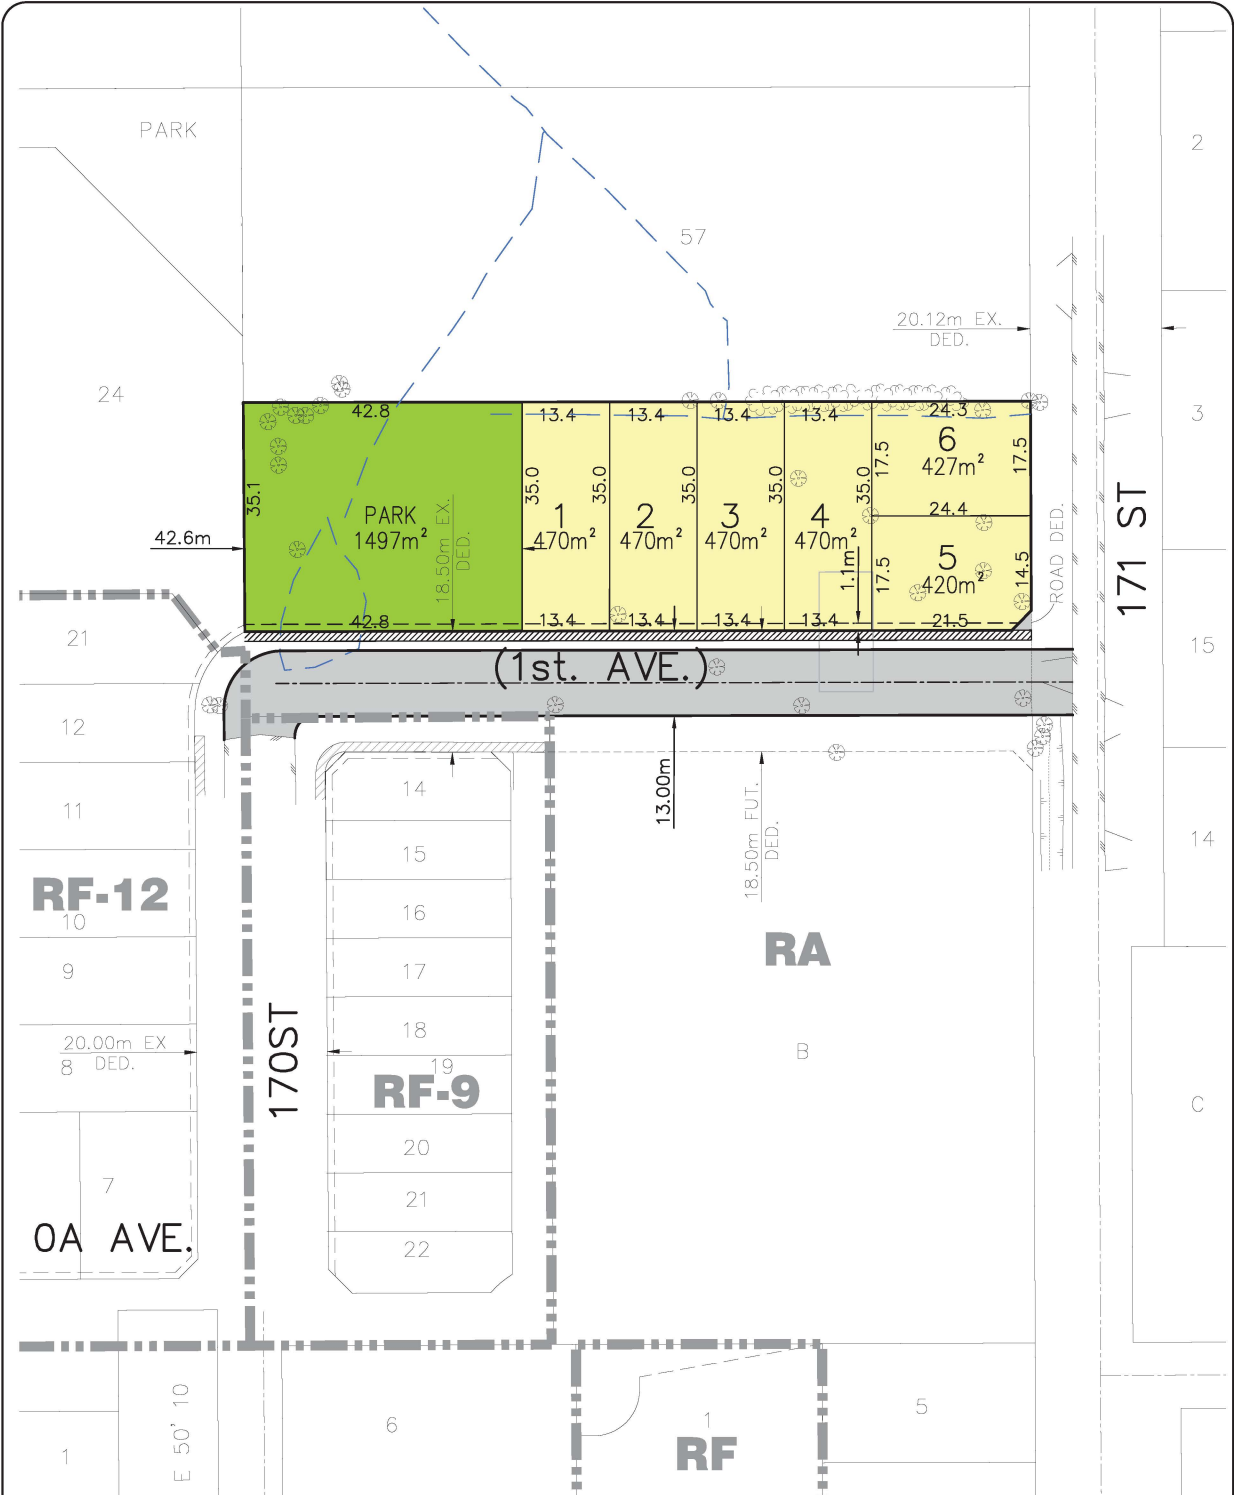 PARK
2
57
20.12m EX.
DED.
24
3
42.8
13.4
13.4
13.4
13.4
24.3
6
427m²
17.5
17.5
35.1
35.0
35.0
35.0
35.0
35.0
24.4
PARK
1497m²
18.50m EX.
DED.
1
470m²
2
470m²
3
470m²
4
470m²
5
420m²
17.5
14.5
1.1m
42.6m
ROAD DED.
171 ST
42.8
13.4
13.4
13.4
13.4
21.5
21
15
(1st. AVE.)
12
13.00m
18.50m FUT.
DED.
11
14
14
15
RF-12
10
16
RA
9
17
18
20.00m EX
DED.
8
170ST
19
RF-9
B
C
20
7
21
0A AVE.
22
E 50' 10
6
1
RF
5
1